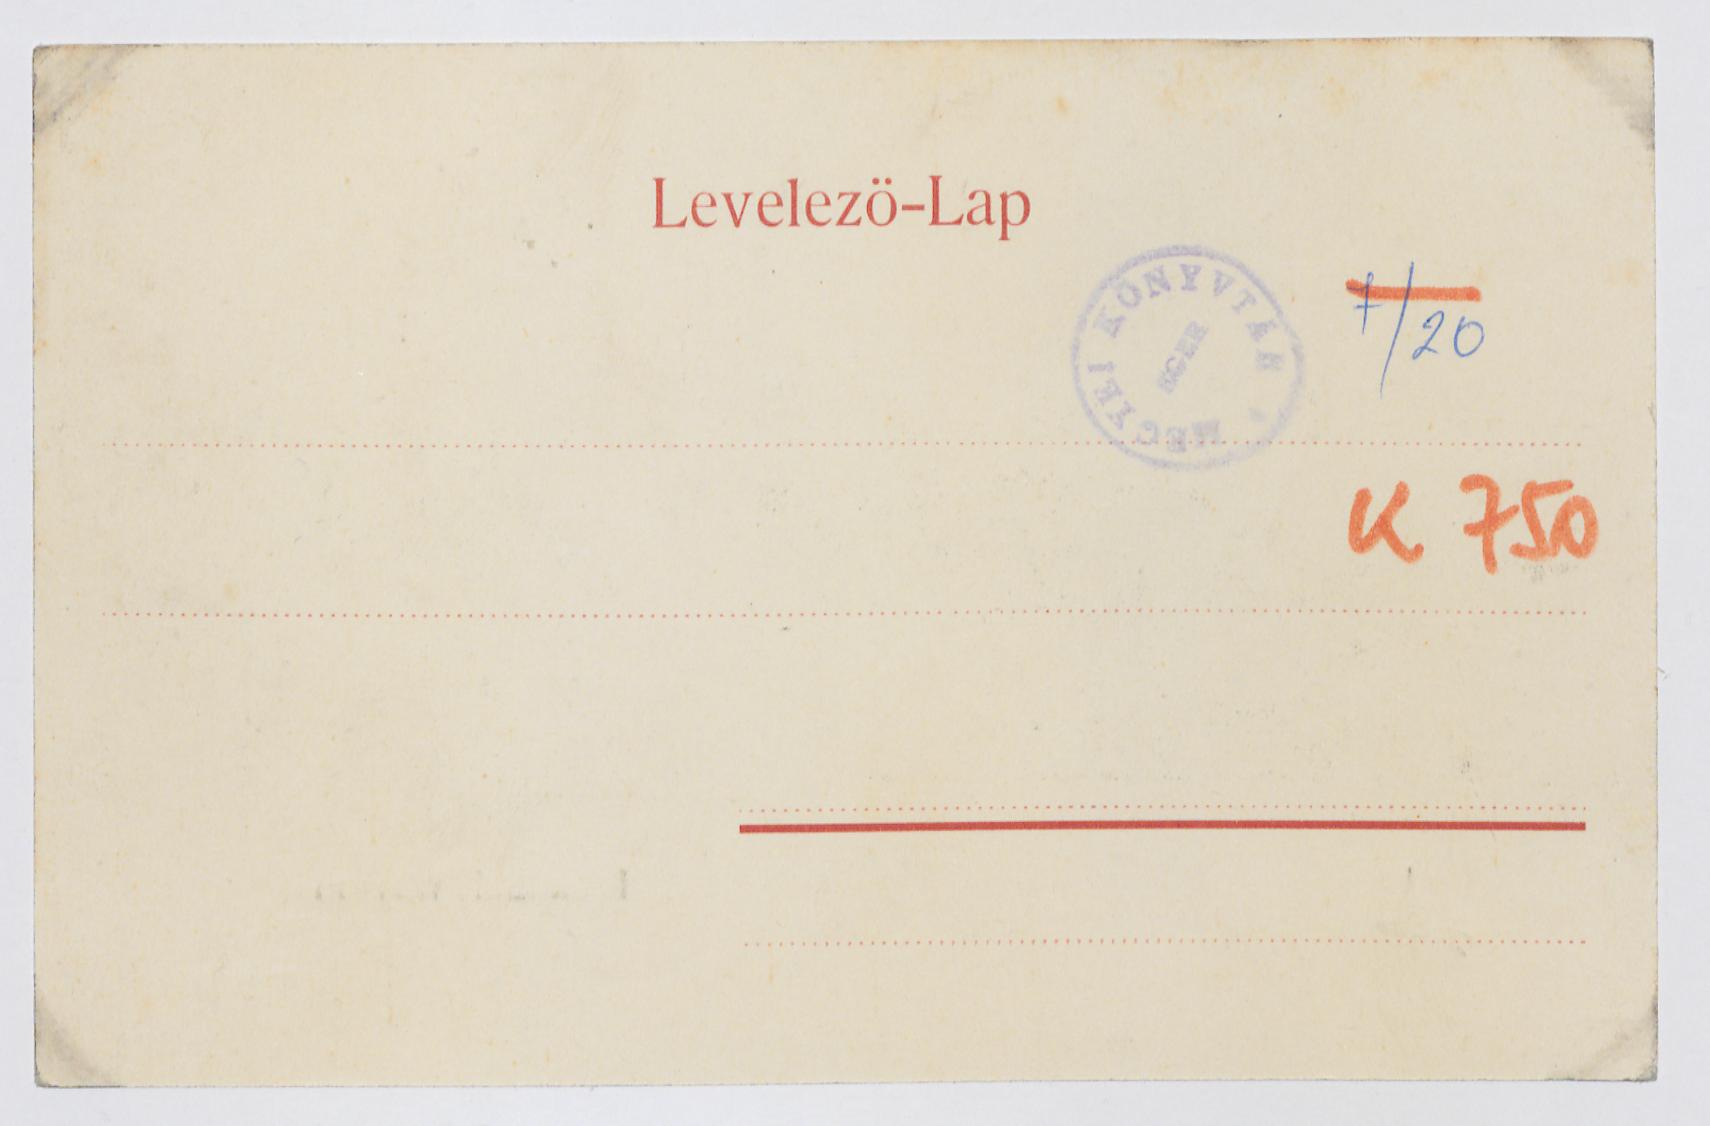 Levelezö-Lap
MEGYEI KÖNYVTÁR
EGER
7/20
K 750